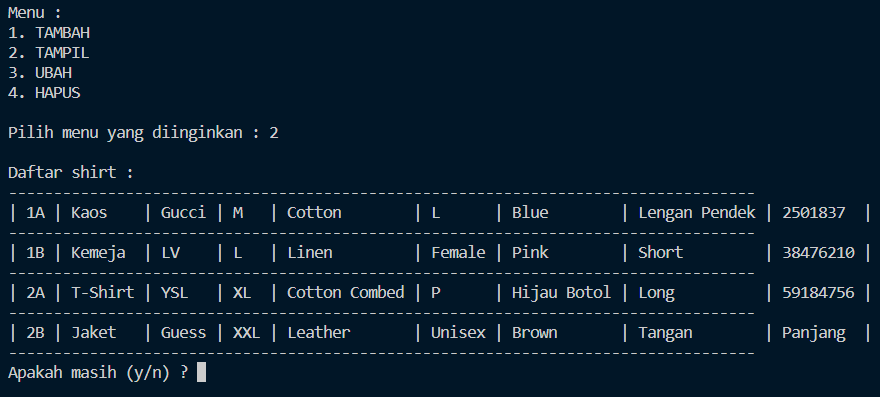 Menu :
1. TAMBAH
2. TAMPIL
3. UBAH
4. HAPUS
Pilih menu yang diinginkan : 2
Daftar shirt :
-----------------------------------------------------------------------------------
| 1A | Kaos    | Gucci | M   | Cotton        | L      | Blue        | Lengan Pendek | 2501837  |
-----------------------------------------------------------------------------------
| 1B | Kemeja  | LV    | L   | Linen         | Female | Pink        | Short         | 38476210 |
-----------------------------------------------------------------------------------
| 2A | T-Shirt | YSL   | XL  | Cotton Combed | P      | Hijau Botol | Long          | 59184756 |
-----------------------------------------------------------------------------------
| 2B | Jaket   | Guess | XXL | Leather       | Unisex | Brown       | Tangan        | Panjang  |
-----------------------------------------------------------------------------------
Apakah masih (y/n) ?